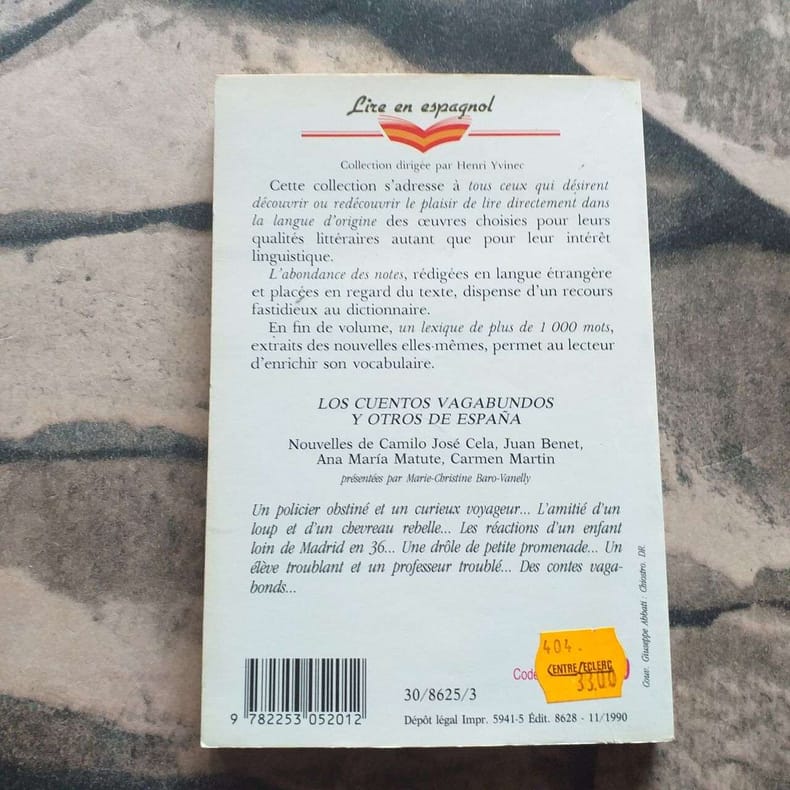 Lire en espagnol
Collection dirigée par Henri Yvinec
Cette collection s'adresse à tous ceux qui désirent
découvrir ou redécouvrir le plaisir de lire directement dans
la langue d'origine des œuvres choisies pour leurs
qualités littéraires autant que pour leur intérêt
linguistique.
L'abondance des notes, rédigées en langue étrangère
et placées en regard du texte, dispense d'un recours
fastidieux au dictionnaire.
En fin de volume, un lexique de plus de 1 000 mots,
extraits des nouvelles elles-mêmes, permet au lecteur
d'enrichir son vocabulaire.
LOS CUENTOS VAGABUNDOS
Y OTROS DE ESPAÑA
Nouvelles de Camilo José Cela, Juan Benet,
Ana María Matute, Carmen Martin
présentées par Marie-Christine Baro-Vanelly
Un policier obstiné et un curieux voyageur... L'amitié d'un
loup et d'un chevreau rebelle... Les réactions d'un enfant
loin de Madrid en 36... Une drôle de petite promenade... Un
élève troublant et un professeur troublé... Des contes vaga-
bonds...
Couv. Giuseppe Abbati : Chiostro. DR.
404.
CENTRE/ECLERC
33.00
Code
9 782253 052012
30/8625/3
Dépôt légal Impr. 5941-5 Édit. 8628 - 11/1990